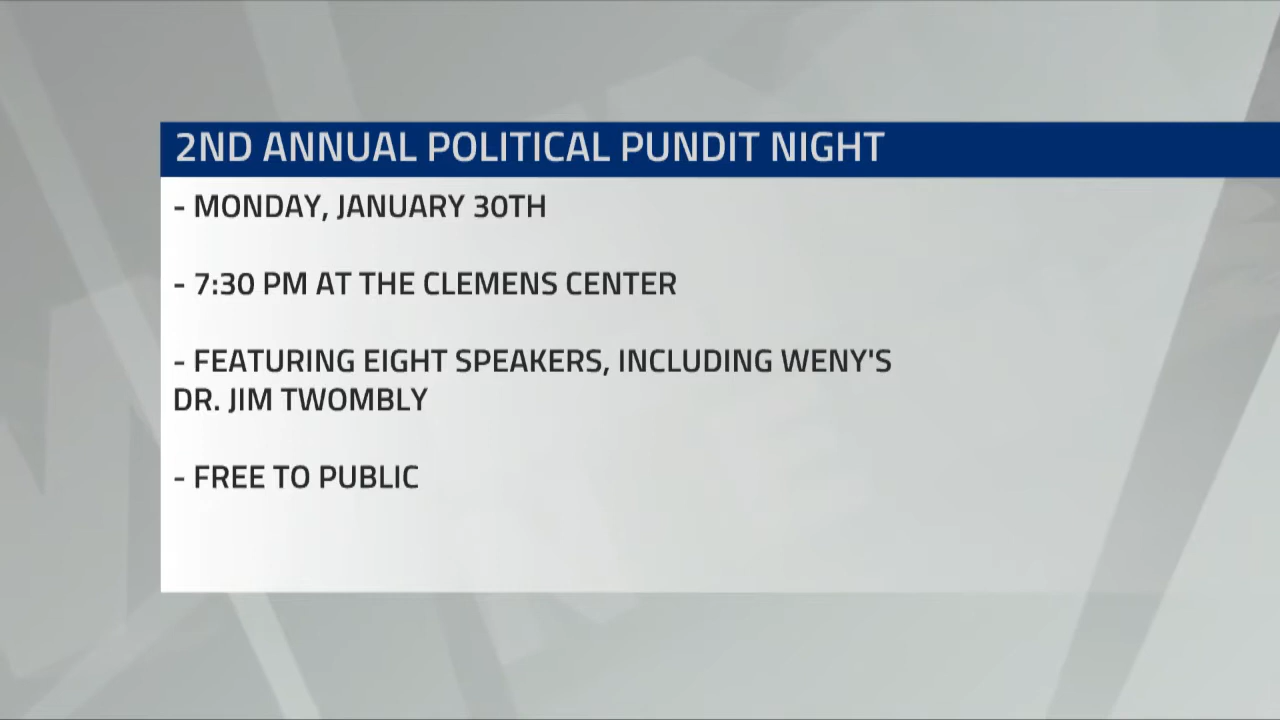 2ND ANNUAL POLITICAL PUNDIT NIGHT
- MONDAY, JANUARY 30TH
- 7:30 PM AT THE CLEMENS CENTER
- FEATURING EIGHT SPEAKERS, INCLUDING WENY'S
DR. JIM TWOMBLY
- FREE TO PUBLIC